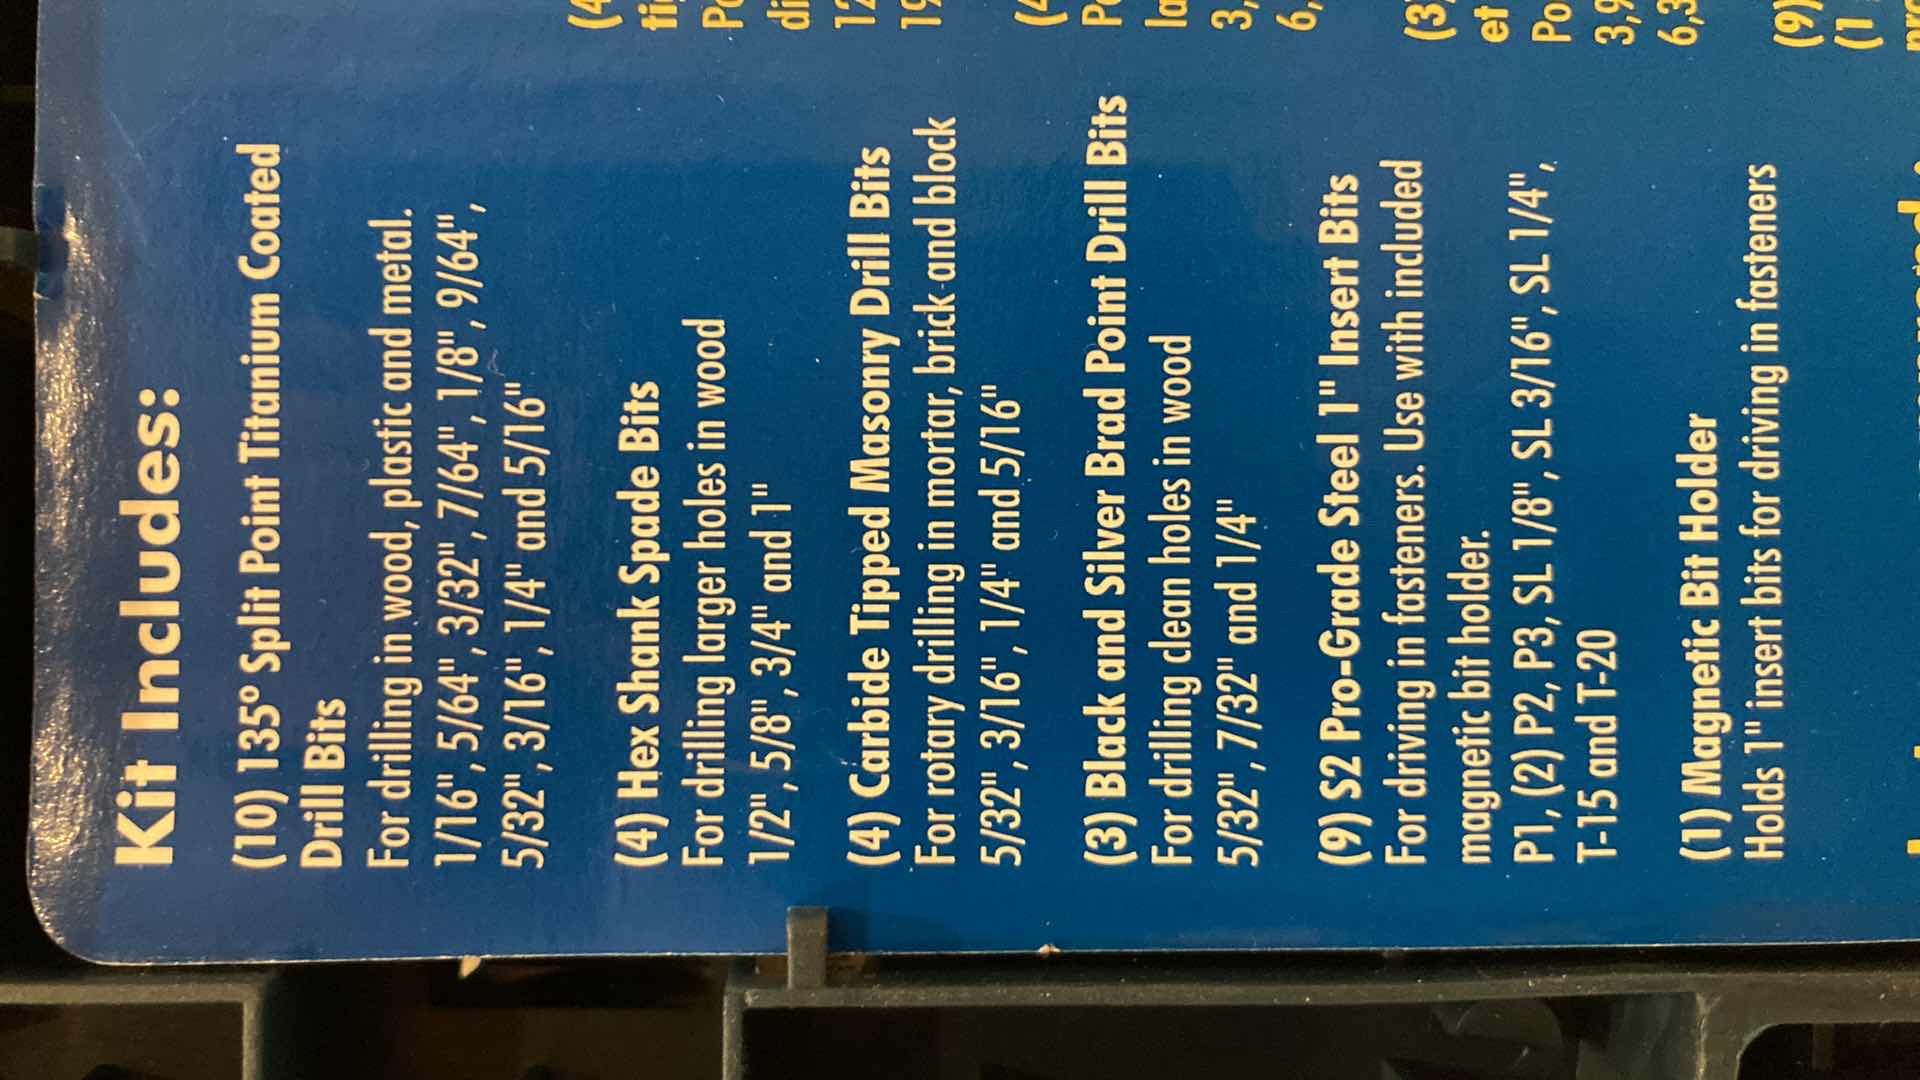 Kit Includes:
(10) 135º Split Point Titanium Coated
Drill Bits
For drilling in wood, plastic and metal.
1/16", 5/64", 3/32", 7/64", 1/8", 9/64",
5/32", 3/16", 1/4" and 5/16"
(4) Hex Shank Spade Bits
For drilling larger holes in wood
1/2", 5/8", 3/4" and 1"
(4) Carbide Tipped Masonry Drill Bits
For rotary drilling in mortar, brick and block
5/32", 3/16", 1/4" and 5/16"
(3) Black and Silver Brad Point Drill Bits
For drilling clean holes in wood
5/32", 7/32" and 1/4"
(9) S2 Pro-Grade Steel 1" Insert Bits
For driving in fasteners. Use with included
magnetic bit holder.
P1, (2) P2, P3, SL 1/8", SL 3/16", SL 1/4",
T-15 and T-20
(1) Magnetic Bit Holder
Holds 1" insert bits for driving in fasteners
(3)
et
(9)
(1